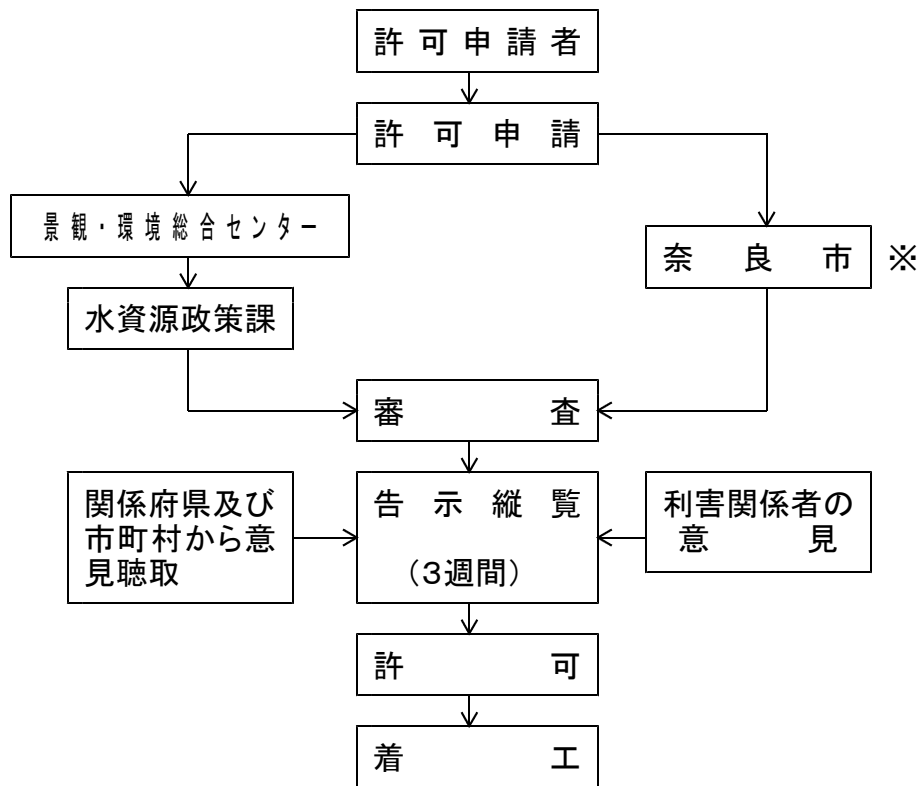 許可申請者
許可申請
景観・環境総合センター
奈良市 ※
水資源政策課
審査
関係府県及び
市町村から意
見聴取
告示縦覧
（3週間）
利害関係者の
意見
許可
着工